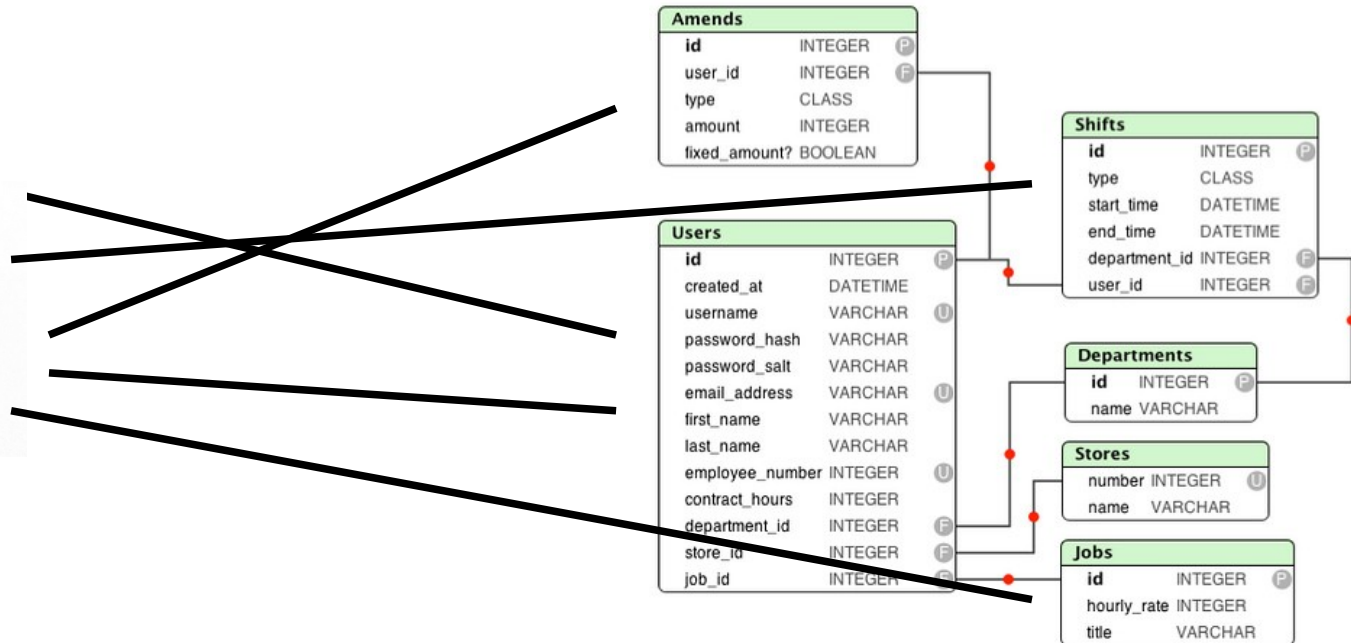 Amends
id INTEGER P
user_id INTEGER F
type CLASS
amount INTEGER
fixed_amount? BOOLEAN
Users
id INTEGER P
created_at DATETIME
username VARCHAR U
password_hash VARCHAR
password_salt VARCHAR
email_address VARCHAR U
first_name VARCHAR
last_name VARCHAR
employee_number INTEGER U
contract_hours INTEGER
department_id INTEGER F
store_id INTEGER F
job_id INTEGER F
Shifts
id INTEGER P
type CLASS
start_time DATETIME
end_time DATETIME
department_id INTEGER F
user_id INTEGER F
Departments
id INTEGER P
name VARCHAR
Stores
number INTEGER U
name VARCHAR
Jobs
id INTEGER P
hourly_rate INTEGER
title VARCHAR